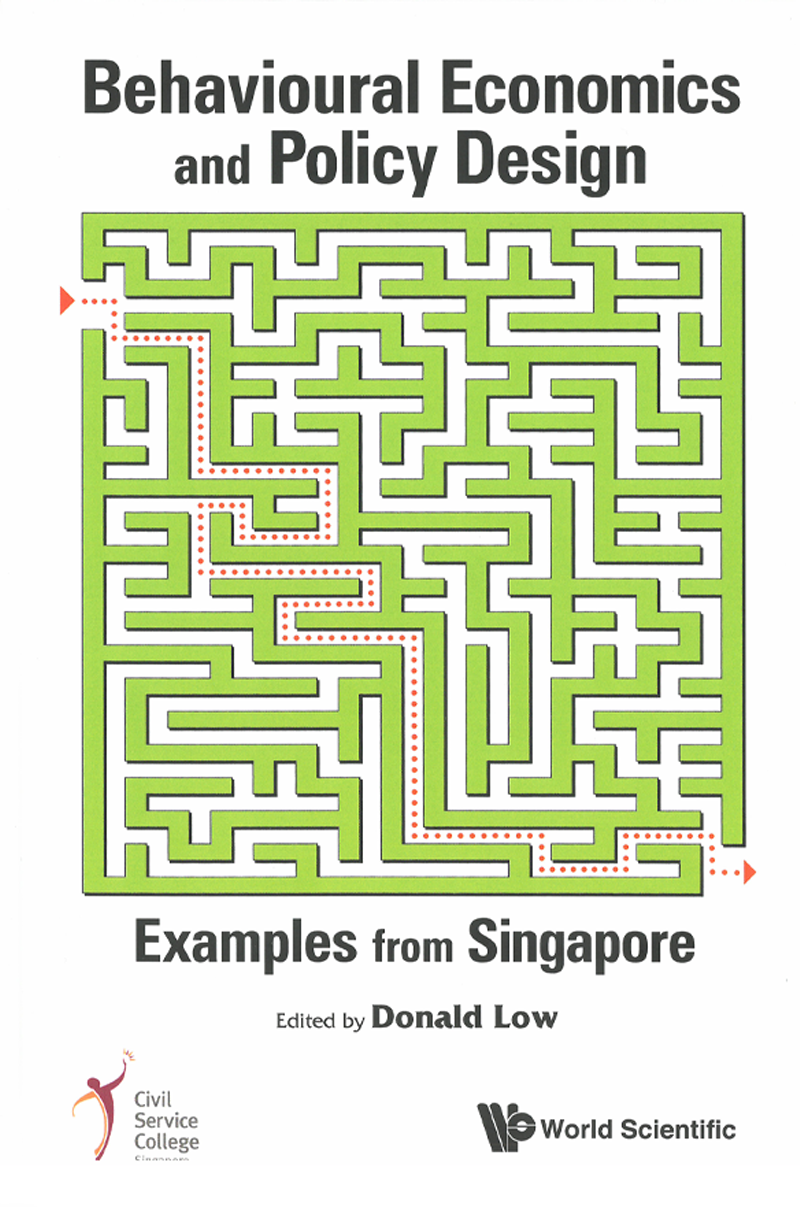 Behavioural Economics
and Policy Design
Examples from Singapore
Edited by Donald Low
Civil
Service
College
Singapore
World Scientific